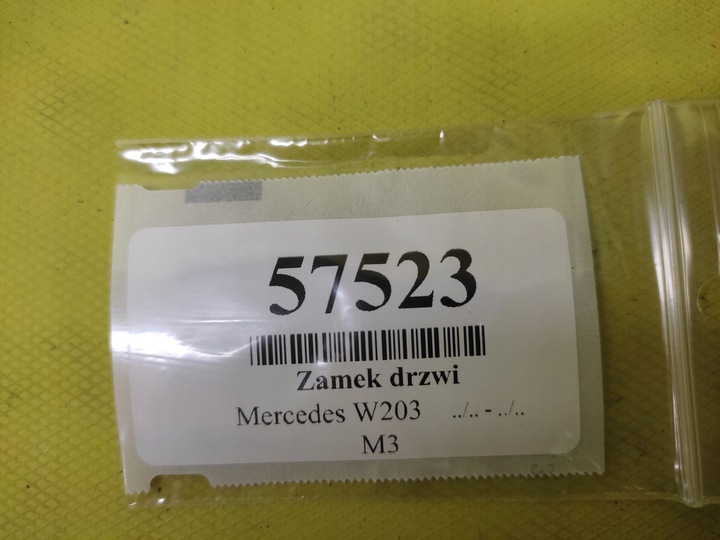 57523
Zamek drzwi
Mercedes W203 ../.. - ../..
M3